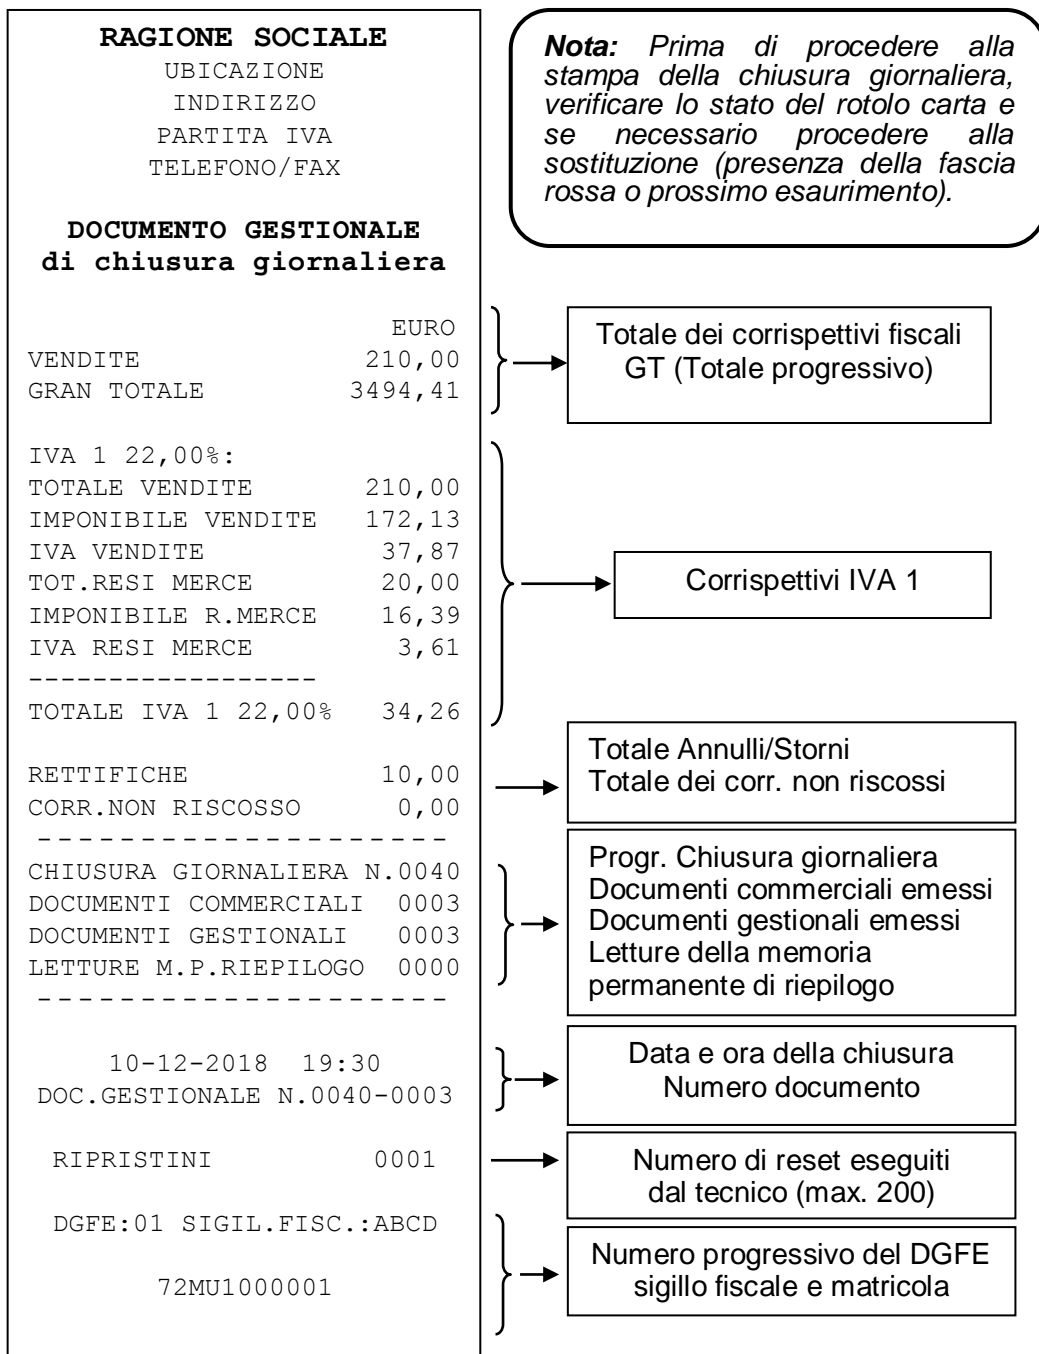 RAGIONE SOCIALE
UBICAZIONE
INDIRIZZO
PARTITA IVA
TELEFONO/FAX
DOCUMENTO GESTIONALE
di chiusura giornaliera
EURO
VENDITE 210,00
GRAN TOTALE 3494,41
IVA 1 22,00%:
TOTALE VENDITE 210,00
IMPONIBILE VENDITE 172,13
IVA VENDITE 37,87
TOT.RESI MERCE 20,00
IMPONIBILE R.MERCE 16,39
IVA RESI MERCE 3,61
------------------
TOTALE IVA 1 22,00% 34,26
RETTIFICHE 10,00
CORR.NON RISCOSSO 0,00
- - - - - - - - - - - - - - - - - - - - -
CHIUSURA GIORNALIERA N.0040
DOCUMENTI COMMERCIALI 0003
DOCUMENTI GESTIONALI 0003
LETTURE M.P.RIEPILOGO 0000
- - - - - - - - - - - - - - - - - - - - -
10-12-2018 19:30
DOC.GESTIONALE N.0040-0003
RIPRISTINI 0001
DGFE:01 SIGIL.FISC.:ABCD
72MU1000001
Nota: Prima di procedere alla
stampa della chiusura giornaliera,
verificare lo stato del rotolo carta e
se necessario procedere alla
sostituzione (presenza della fascia
rossa o prossimo esaurimento).
Totale dei corrispettivi fiscali
GT (Totale progressivo)
Corrispettivi IVA 1
Totale Annulli/Storni
Totale dei corr. non riscossi
Progr. Chiusura giornaliera
Documenti commerciali emessi
Documenti gestionali emessi
Letture della memoria
permanente di riepilogo
Data e ora della chiusura
Numero documento
Numero di reset eseguiti
dal tecnico (max. 200)
Numero progressivo del DGFE
sigillo fiscale e matricola